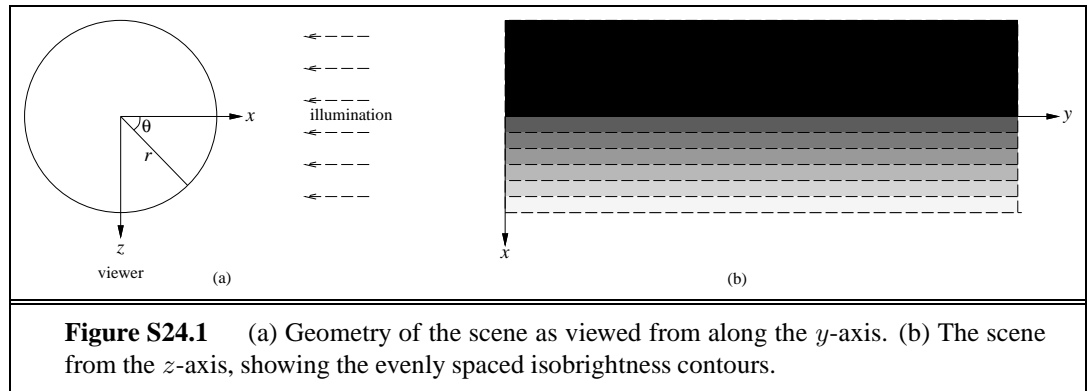 illumination
x
θ
r
z
viewer
(a)
y
x
(b)
Figure S24.1 (a) Geometry of the scene as viewed from along the y-axis. (b) The scene
from the z-axis, showing the evenly spaced isobrightness contours.